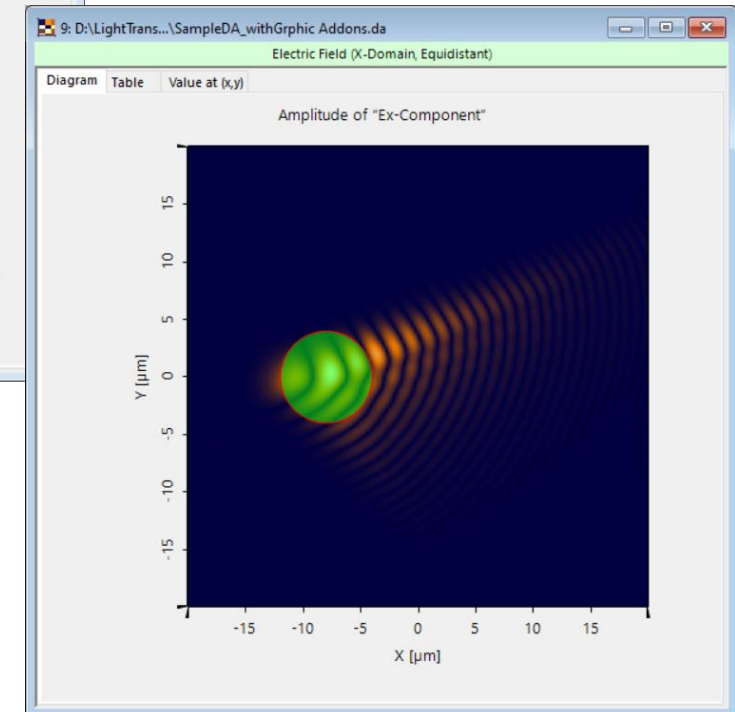 9: D:\LightTrans...\SampleDA_withGrphic Addons.da
Electric Field (X-Domain, Equidistant)
Diagram Table Value at (x,y)
Amplitude of "Ex-Component"
15
10
5
0
-5
-10
-15
Y [µm]
-15 -10 -5 0 5 10 15
X [µm]